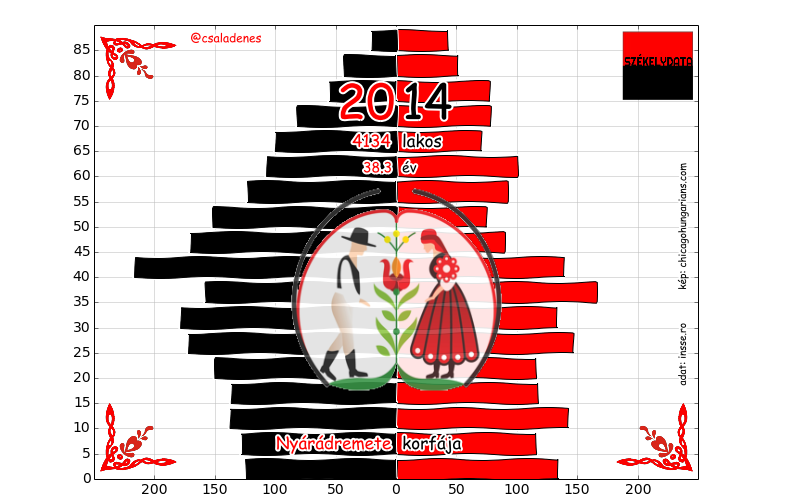 @csaladenes
SZÉKELYDATA
2014
4134 lakos
38.3 év
kép: chicagohungarians.com
adat: insse.ro
Nyárádremete korfája
85
80
75
70
65
60
55
50
45
40
35
30
25
20
15
10
5
0
200 150 100 50 0 50 100 150 200